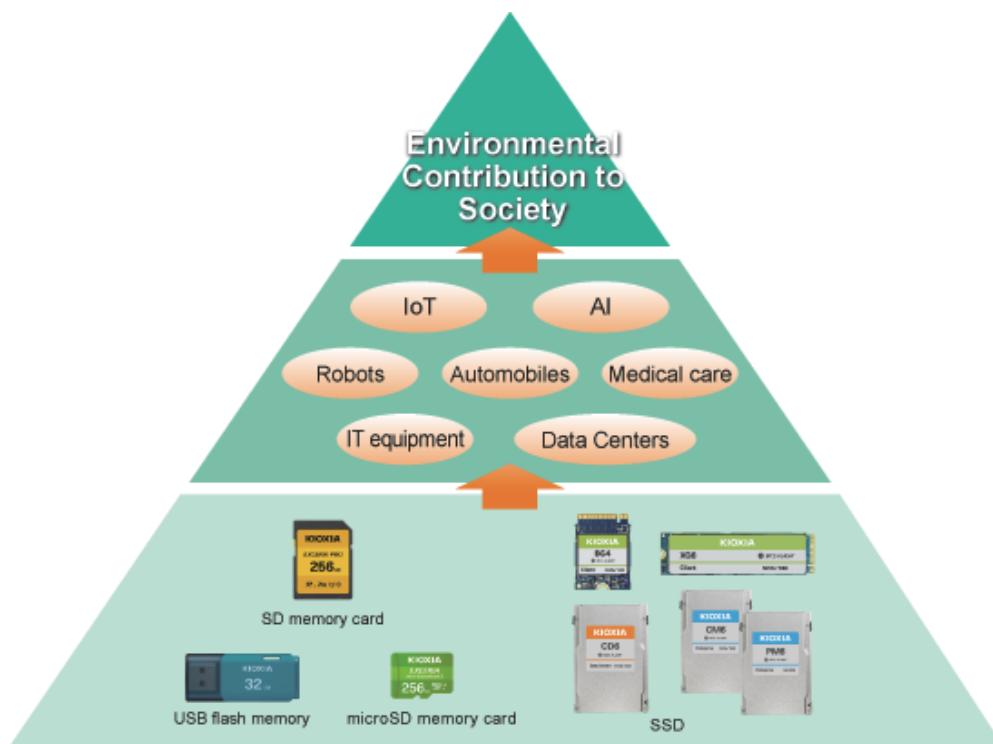 Environmental
Contribution to
Society
IoT
AI
Robots
Automobiles
Medical care
IT equipment
Data Centers
KIOXIA
256
SD memory card
KIOXIA
BG4
KIOXIA
XG6
Client
KIOXIA
CD6
KIOXIA
CM6
KIOXIA
PM6
SSD
KIOXIA
32
USB flash memory
KIOXIA
256
microSD memory card